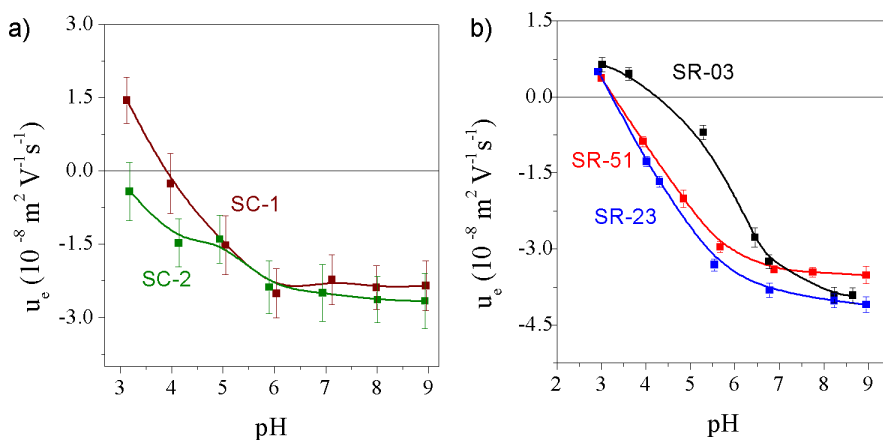 a)
u_e (10^-8 m^2 V^-1 s^-1)
3.0
1.5
0.0
-1.5
-3.0
SC-1
SC-2
3 4 5 6 7 8 9
pH
b)
u_e (10^-8 m^2 V^-1 s^-1)
1.5
0.0
-1.5
-3.0
-4.5
SR-03
SR-51
SR-23
2 3 4 5 6 7 8 9
pH